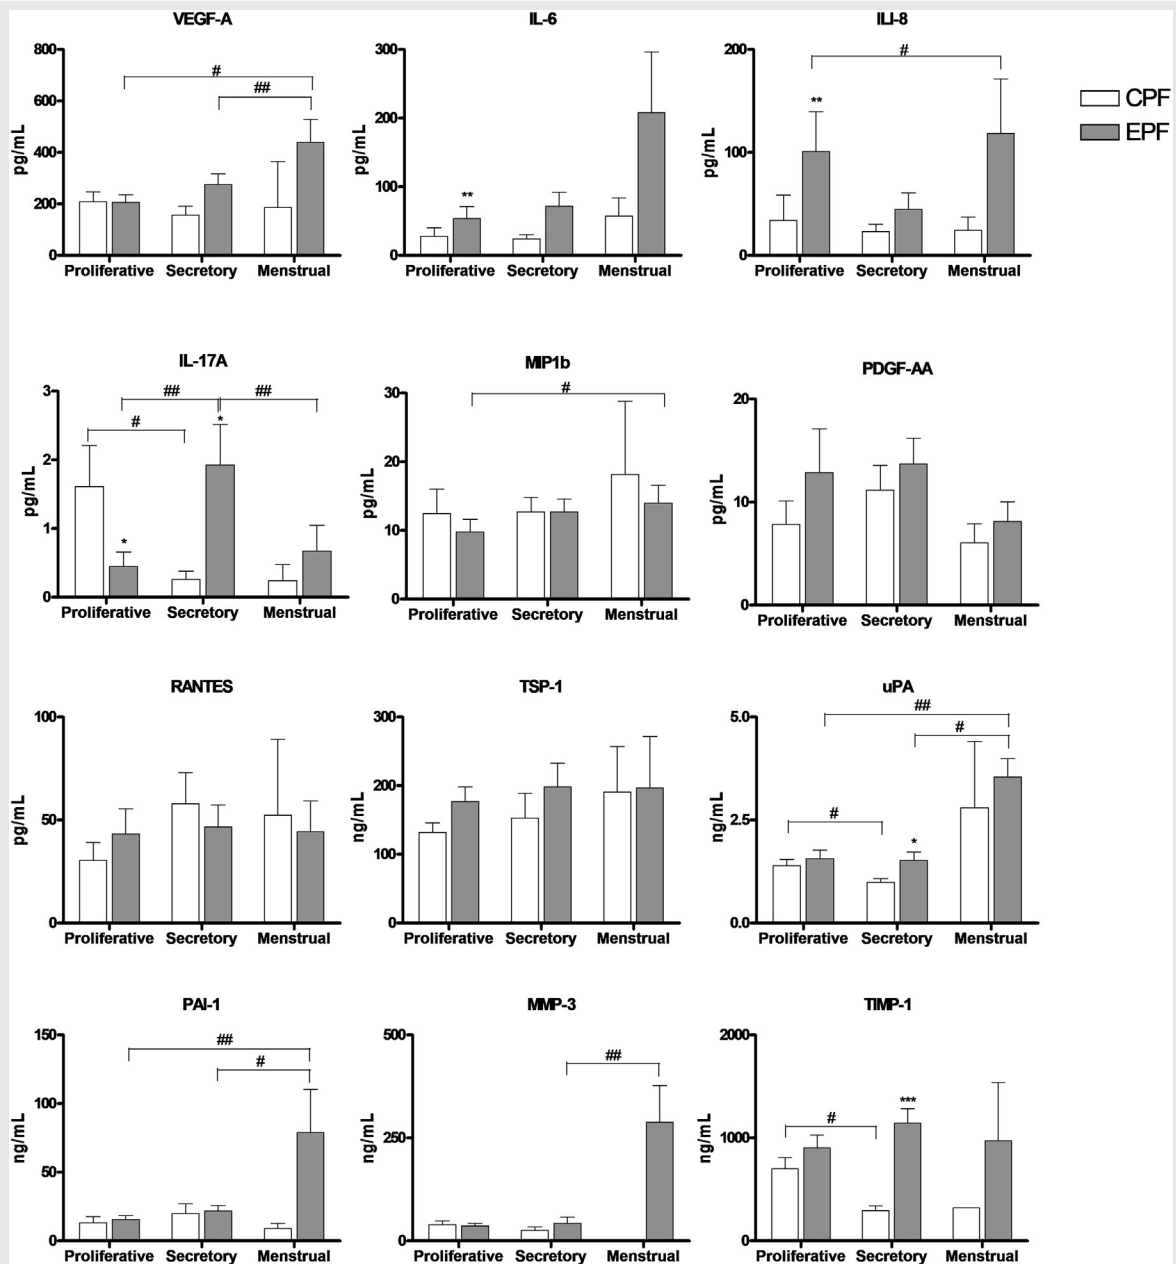 VEGF-A
IL-6
ILI-8
800
600
400
200
0
pg/mL
#
##
Proliferative Secretory Menstrual
300
200
100
0
pg/mL
**
Proliferative Secretory Menstrual
200
100
0
pg/mL
**
#
Proliferative Secretory Menstrual
CPF
EPF
IL-17A
MIP1b
PDGF-AA
3
2
1
0
pg/mL
##
##
#
*
*
Proliferative Secretory Menstrual
30
20
10
0
pg/mL
#
Proliferative Secretory Menstrual
20
10
0
pg/mL
Proliferative Secretory Menstrual
RANTES
TSP-1
uPA
100
50
0
pg/mL
Proliferative Secretory Menstrual
300
200
100
0
ng/mL
Proliferative Secretory Menstrual
5.0
2.5
0.0
ng/mL
##
#
#
*
Proliferative Secretory Menstrual
PAI-1
MMP-3
TIMP-1
150
100
50
0
ng/mL
##
#
Proliferative Secretory Menstrual
500
250
0
ng/mL
##
Proliferative Secretory Menstrual
2000
1000
0
ng/mL
#
***
Proliferative Secretory Menstrual